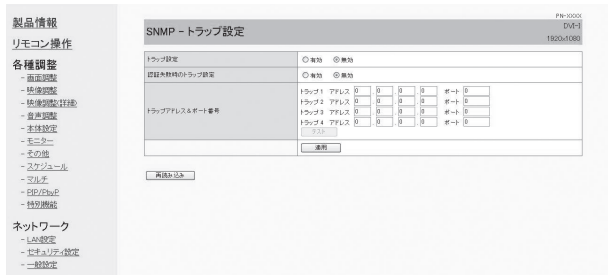 製品情報
リモコン操作
各種調整
- 画面調整
- 映像調整
- 映像調整(詳細)
- 音声調整
- 本体設定
- モニター
- その他
- スケジュール
- マルチ
- PIP/PbyP
- 特別機能
ネットワーク
- LAN設定
- セキュリティ設定
- 一般設定
SNMP - トラップ設定
PN-XXXX
DVI-I
1920x1080
トラップ設定 有効 無効
認証失敗時のトラップ設定 有効 無効
トラップアドレス&ポート番号
トラップ1 アドレス 0 . 0 . 0 . 0 ポート 0
トラップ2 アドレス 0 . 0 . 0 . 0 ポート 0
トラップ3 アドレス 0 . 0 . 0 . 0 ポート 0
トラップ4 アドレス 0 . 0 . 0 . 0 ポート 0
テスト
適用
再読み込み